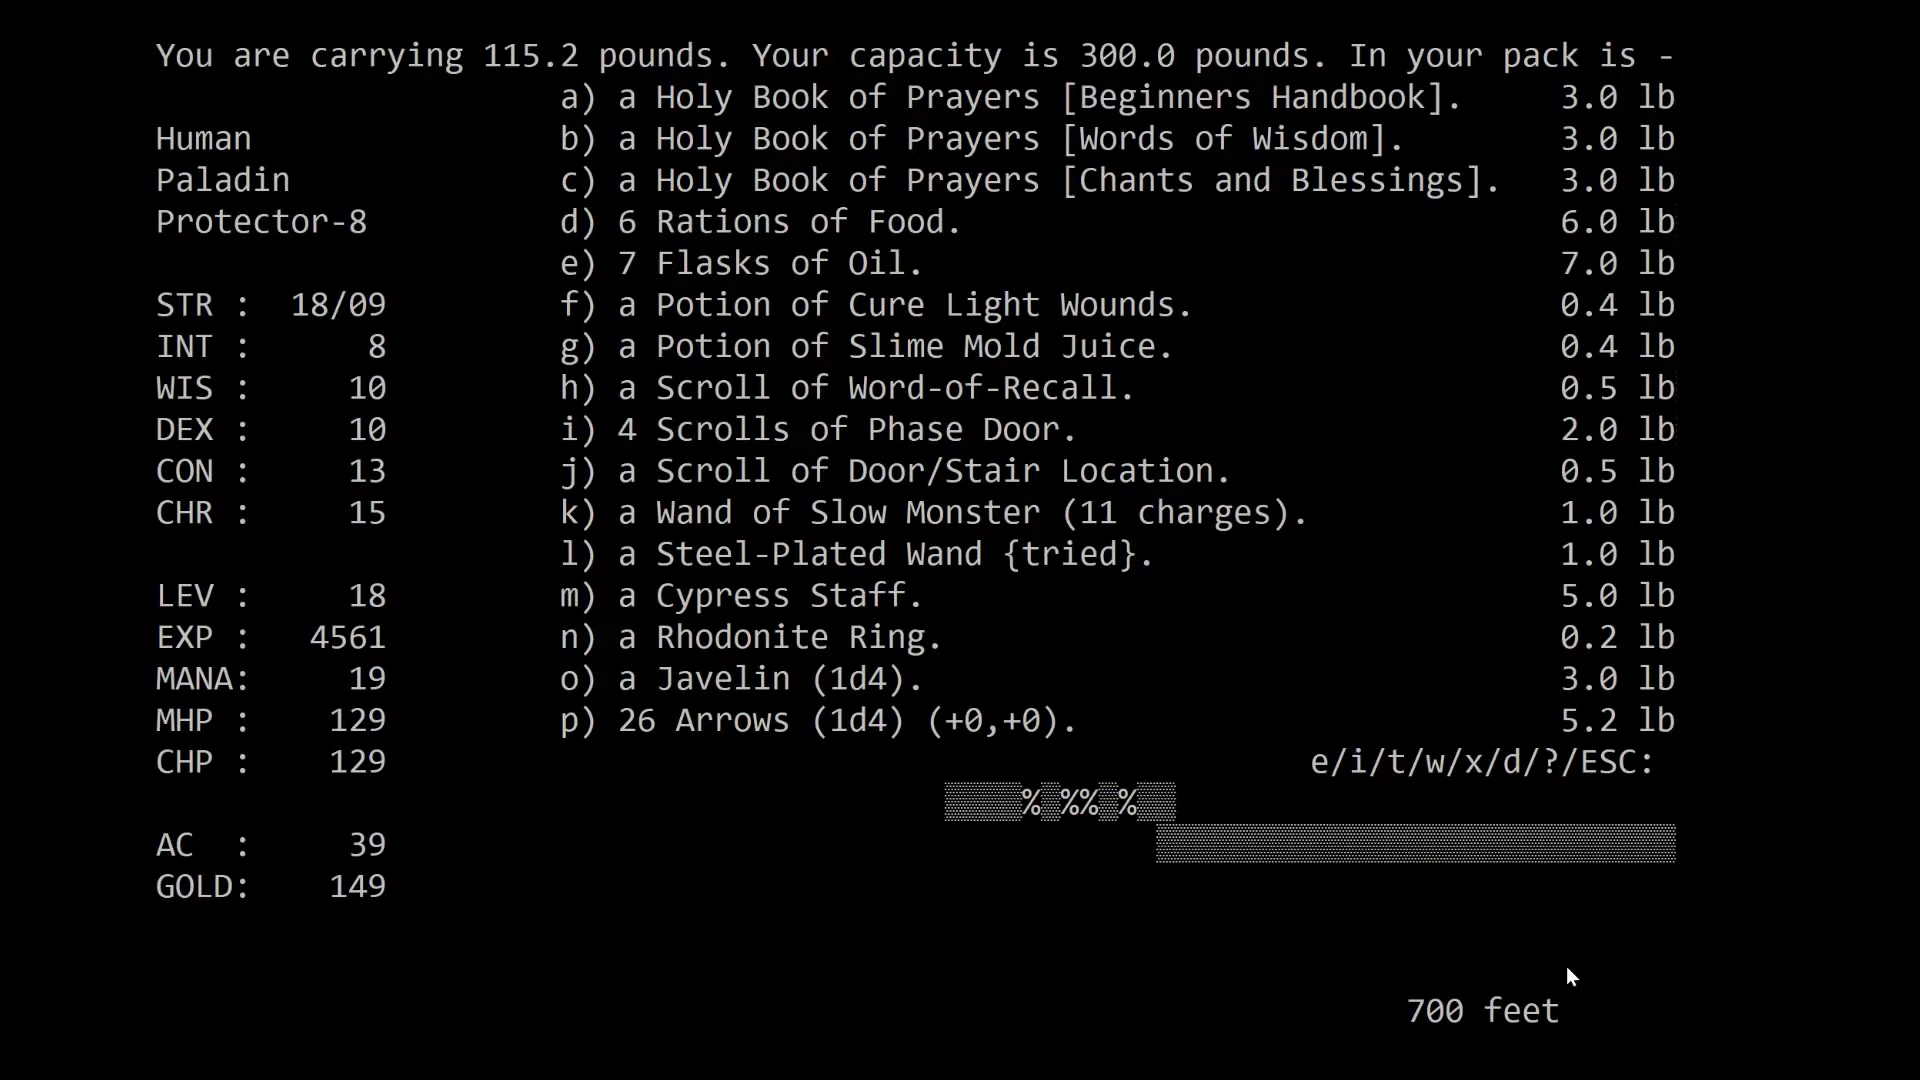 You are carrying 115.2 pounds. Your capacity is 300.0 pounds. In your pack is -
a) a Holy Book of Prayers [Beginners Handbook]. 3.0 lb
Human b) a Holy Book of Prayers [Words of Wisdom]. 3.0 lb
Paladin c) a Holy Book of Prayers [Chants and Blessings]. 3.0 lb
Protector-8 d) 6 Rations of Food. 6.0 lb
e) 7 Flasks of Oil. 7.0 lb
STR : 18/09 f) a Potion of Cure Light Wounds. 0.4 lb
INT : 8 g) a Potion of Slime Mold Juice. 0.4 lb
WIS : 10 h) a Scroll of Word-of-Recall. 0.5 lb
DEX : 10 i) 4 Scrolls of Phase Door. 2.0 lb
CON : 13 j) a Scroll of Door/Stair Location. 0.5 lb
CHR : 15 k) a Wand of Slow Monster (11 charges). 1.0 lb
l) a Steel-Plated Wand {tried}. 1.0 lb
LEV : 18 m) a Cypress Staff. 5.0 lb
EXP : 4561 n) a Rhodonite Ring. 0.2 lb
MANA: 19 o) a Javelin (1d4). 3.0 lb
MHP : 129 p) 26 Arrows (1d4) (+0,+0). 5.2 lb
CHP : 129 e/i/t/w/x/d/?/ESC:
% %% %
AC : 39
GOLD: 149
700 feet